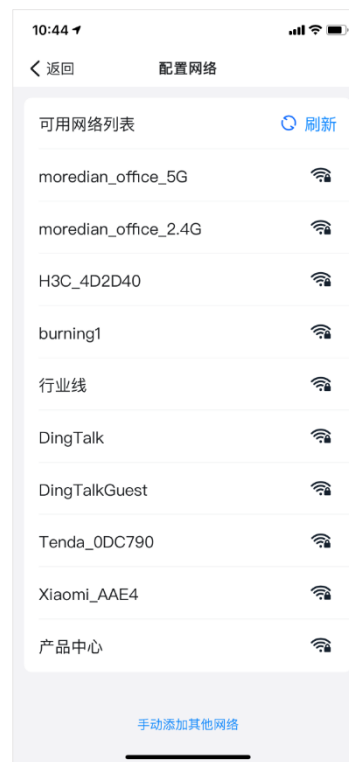 10:44
返回 配置网络
可用网络列表 刷新
moredian_office_5G
moredian_office_2.4G
H3C_4D2D40
burning1
行业线
DingTalk
DingTalkGuest
Tenda_0DC790
Xiaomi_AAE4
产品中心
手动添加其他网络